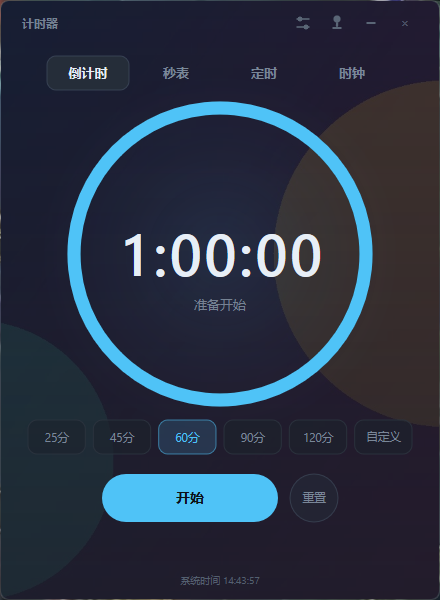 计时器
倒计时 秒表 定时 时钟
1:00:00
准备开始
25分 45分 60分 90分 120分 自定义
开始 重置
系统时间 14:43:57